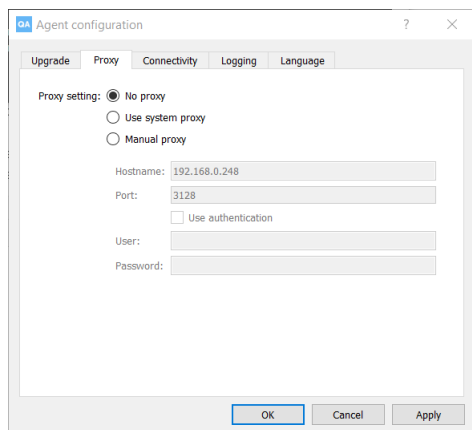 QA Agent configuration ?
Upgrade Proxy Connectivity Logging Language
Proxy setting: No proxy
Use system proxy
Manual proxy
Hostname: 192.168.0.248
Port: 3128
Use authentication
User:
Password:
OK Cancel Apply